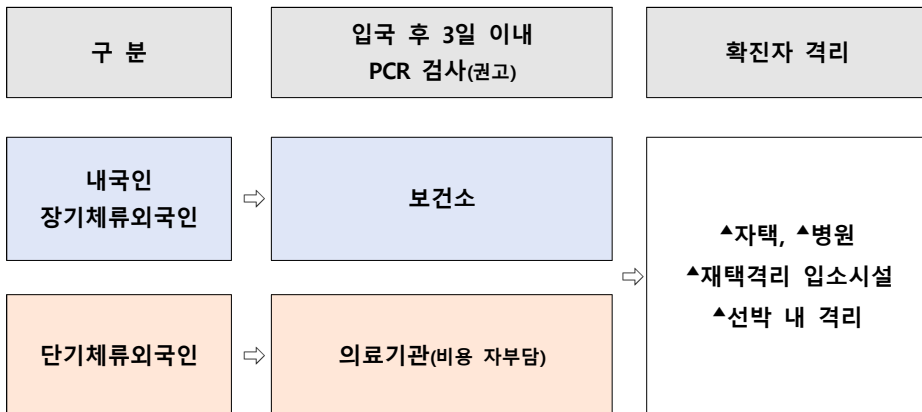 구 분
입국 후 3일 이내
PCR 검사(권고)
확진자 격리
내국인
장기체류외국인
⇨
보건소
단기체류외국인
⇨
의료기관(비용 자부담)
⇨
▲자택, ▲병원
▲재택격리 입소시설
▲선박 내 격리